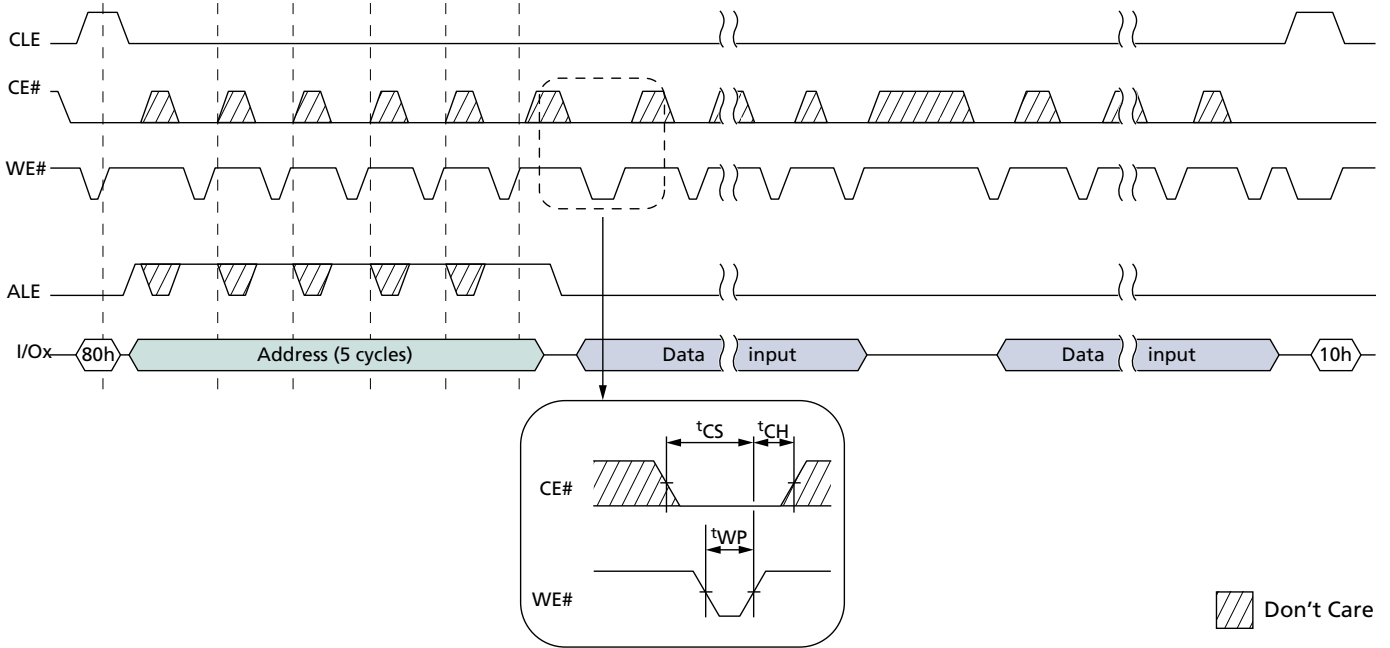 CLE
CE#
WE#
ALE
I/Ox
80h
Address (5 cycles)
Data input
Data input
10h
tCS
tCH
CE#
tWP
WE#
Don't Care